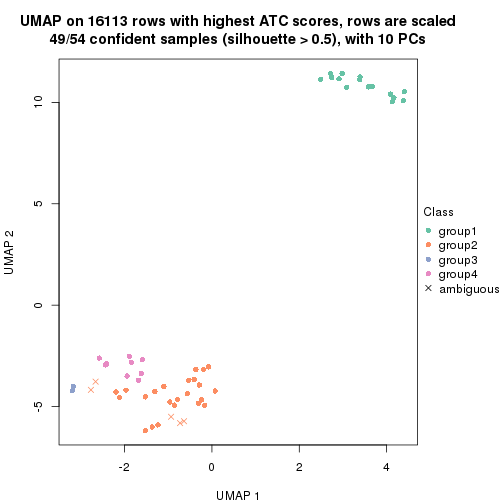 UMAP on 16113 rows with highest ATC scores, rows are scaled
49/54 confident samples (silhouette > 0.5), with 10 PCs
10
5
0
-5
UMAP 2
-2
0
2
4
UMAP 1
Class
group1
group2
group3
group4
ambiguous